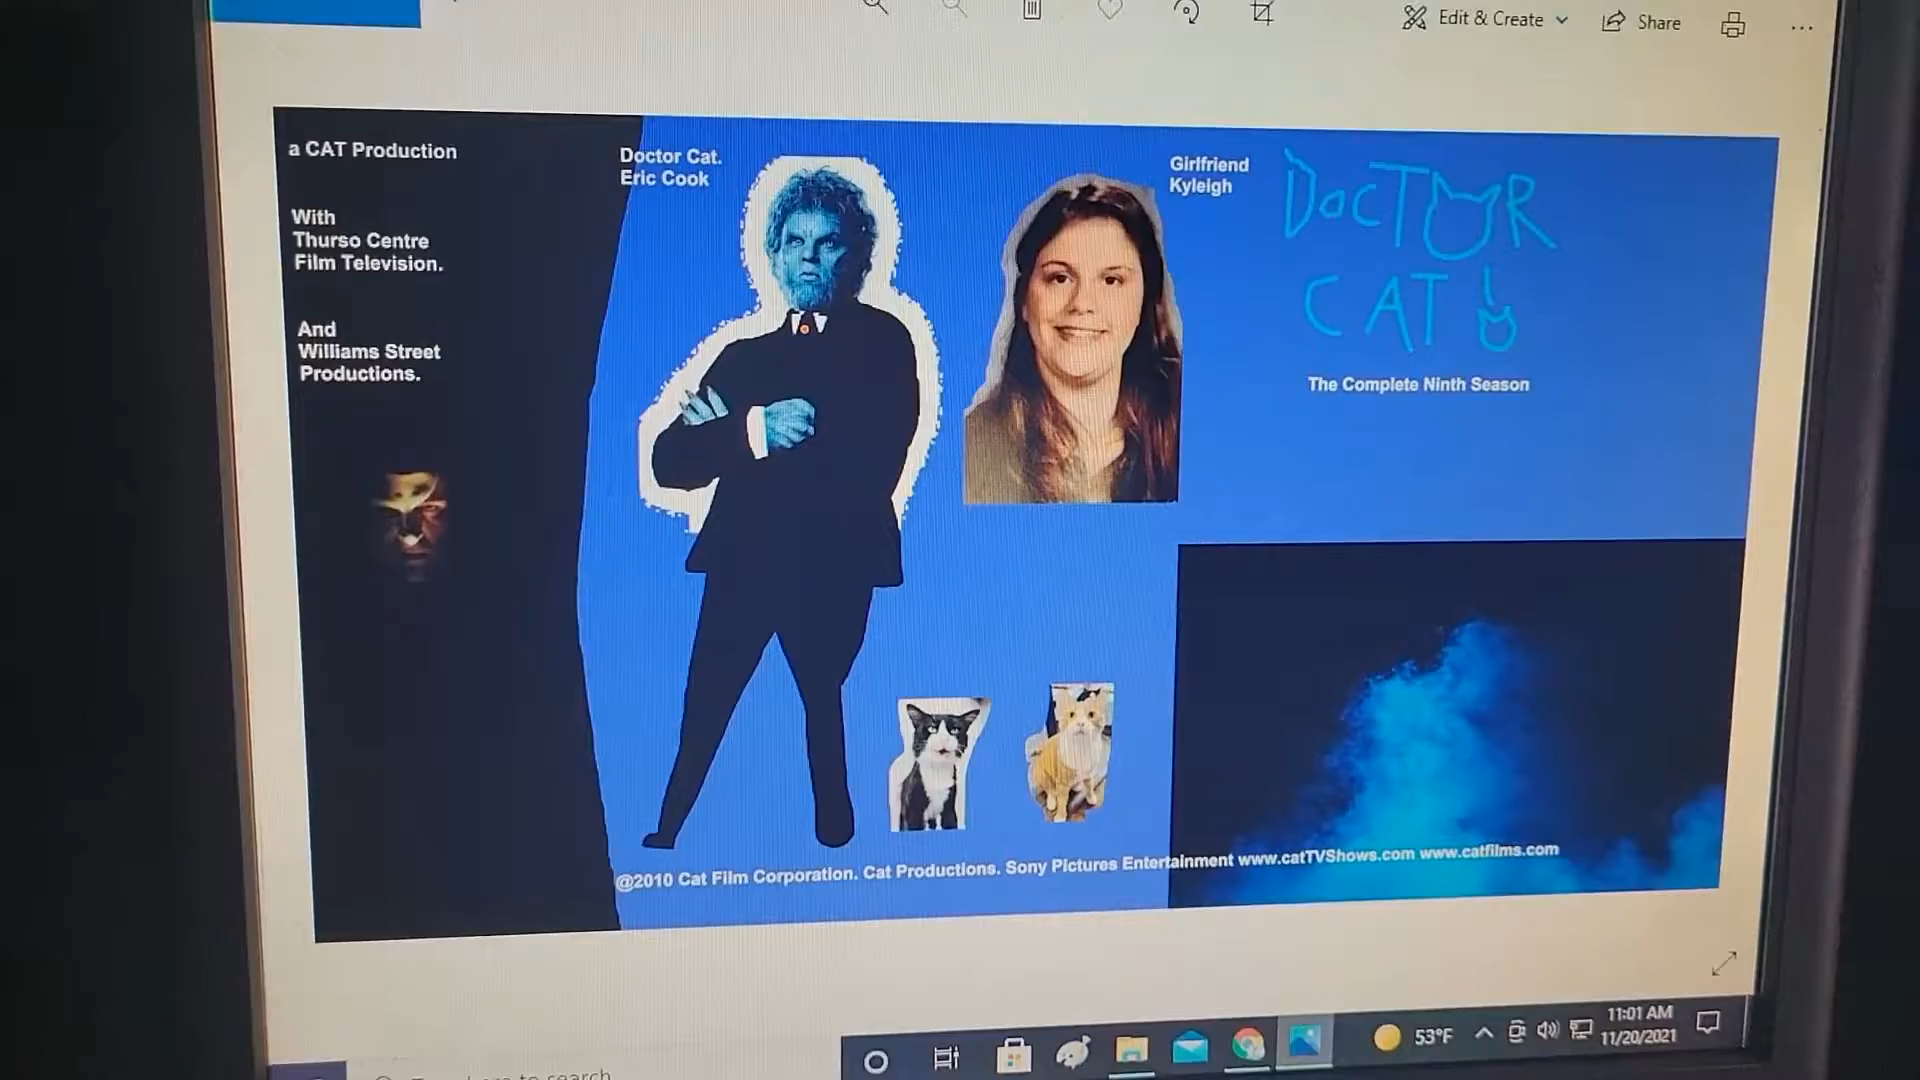 Edit & Create
Share
a CAT Production
With
Thurso Centre
Film Television.
And
Williams Street
Productions.
Doctor Cat.
Eric Cook
Girlfriend
Kyleigh
DOCTOR
CAT
The Complete Ninth Season
@2010 Cat Film Corporation. Cat Productions. Sony Pictures Entertainment www.catTVShows.com www.catfilms.com
53°F
11:01 AM
11/20/2021
to search